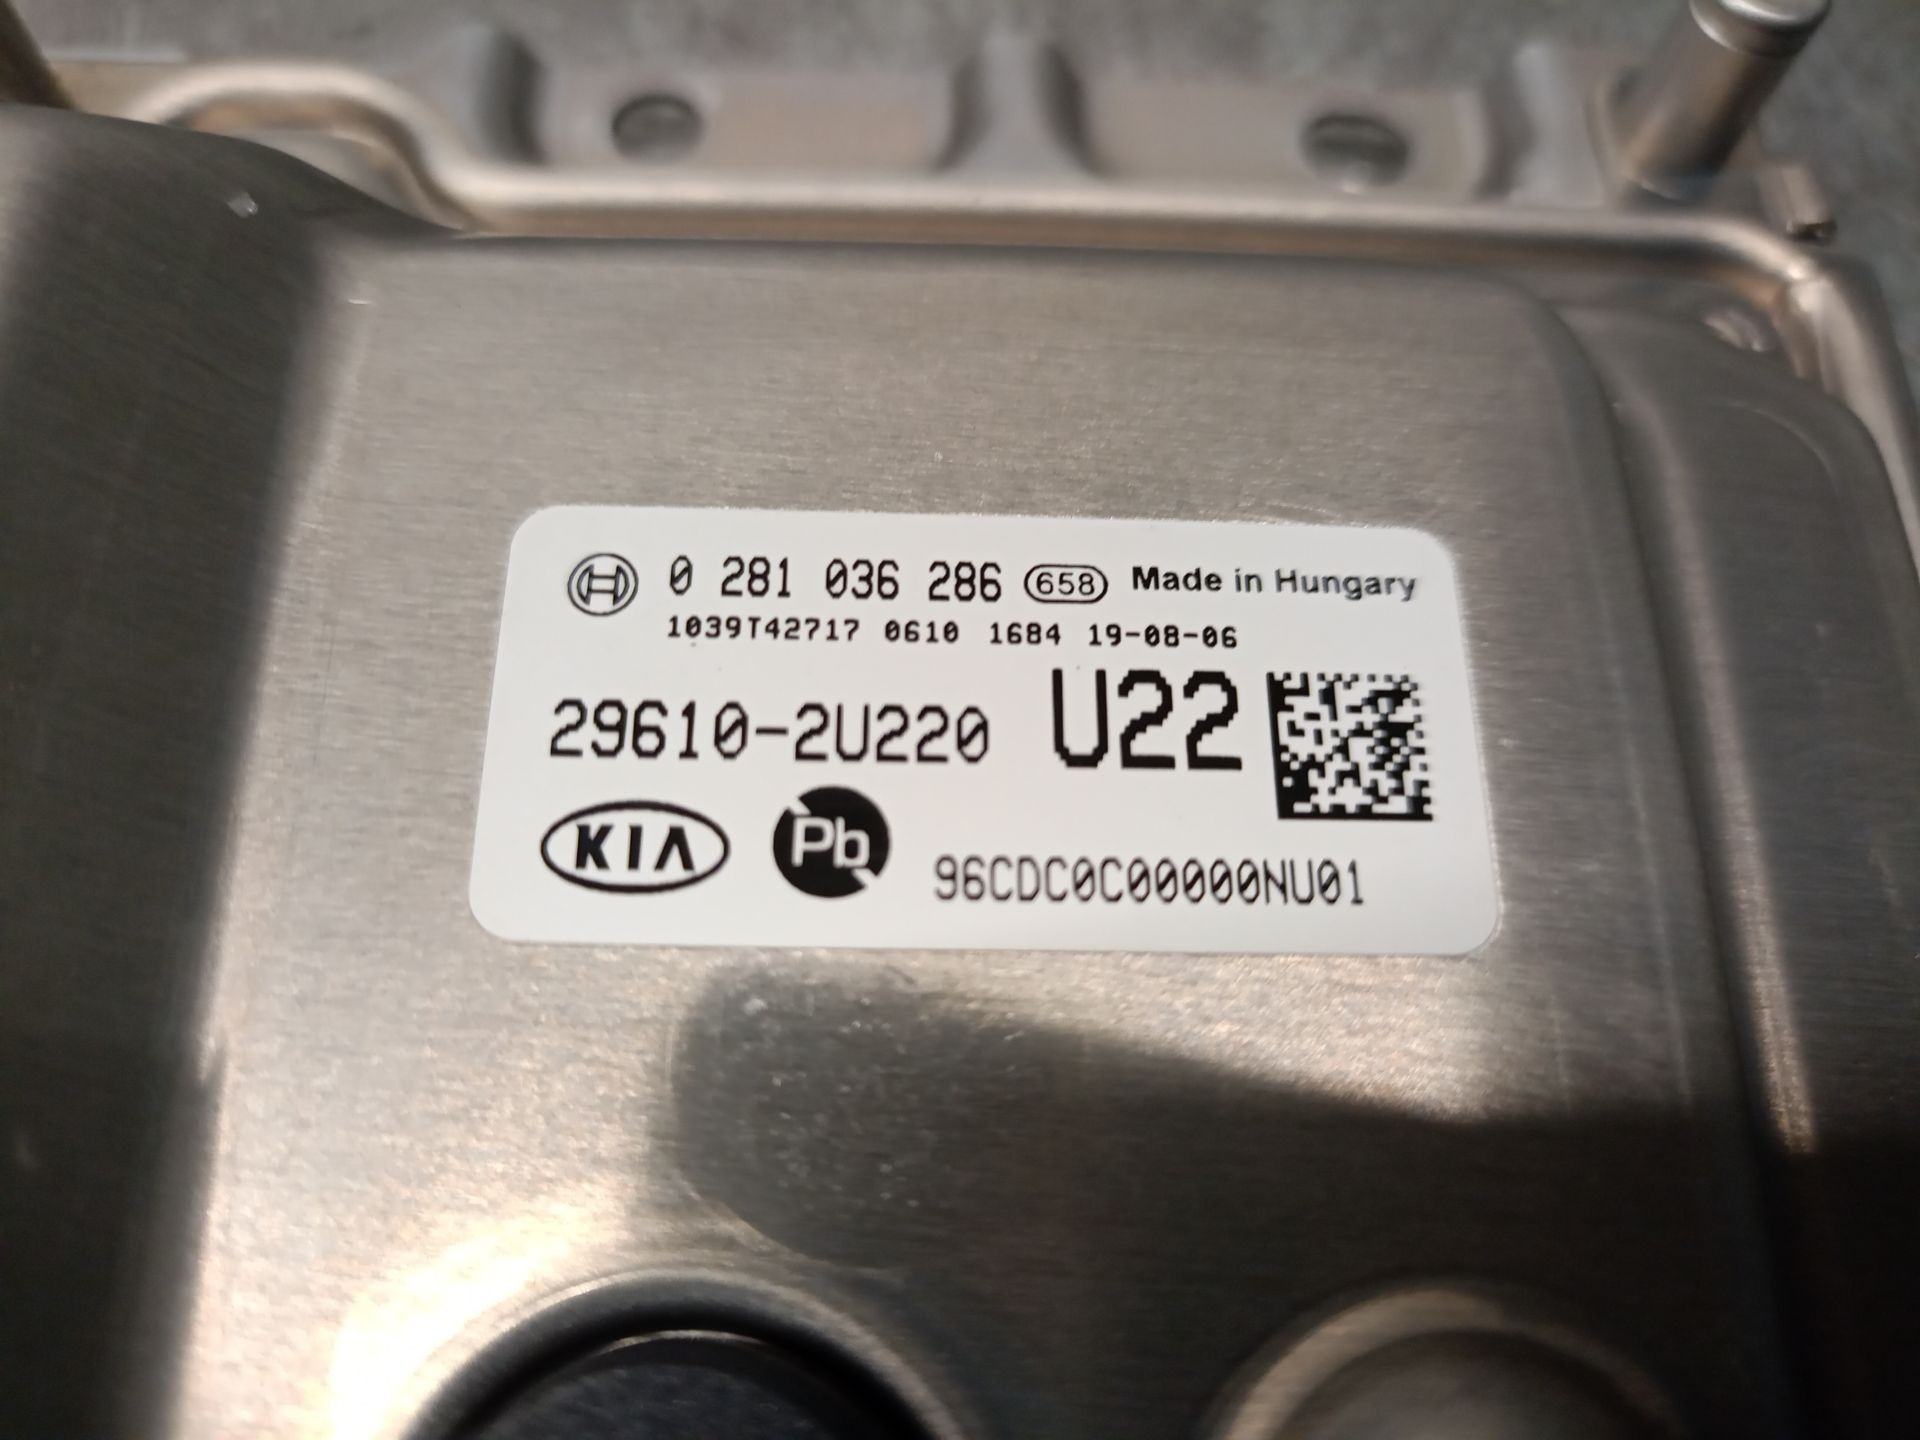 0 281 036 286 658 Made in Hungary
1039T42717 0610 1684 19-08-06
29610-2U220 U22
KIA Pb 96CDC0C00000NU01